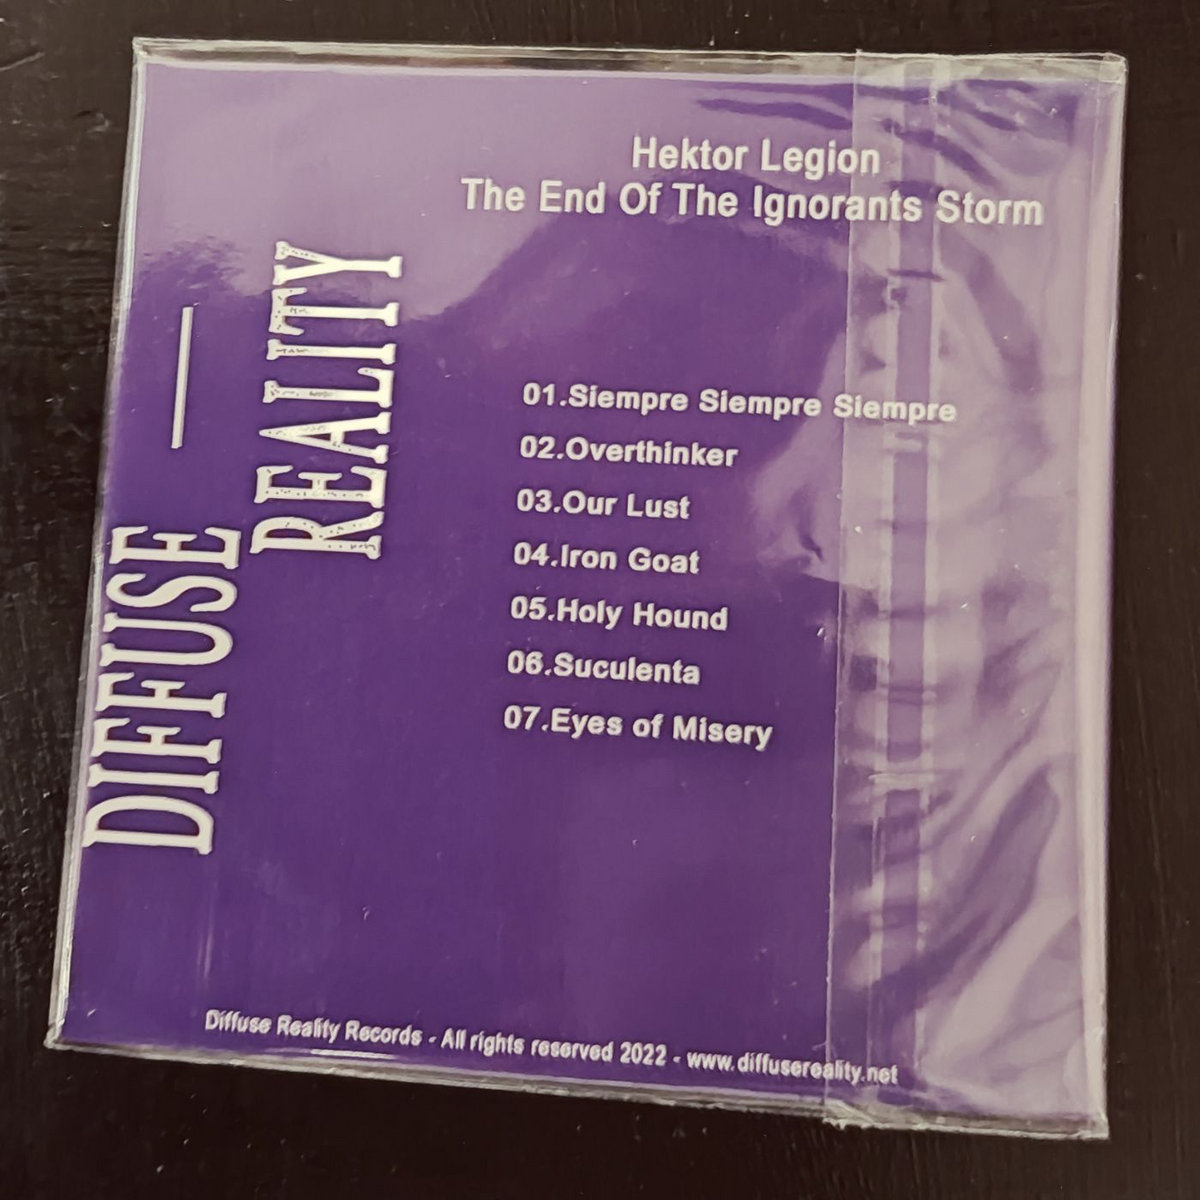 Hektor Legion
The End Of The Ignorants Storm
DIFFUSE
REALITY
01.Siempre Siempre Siempre
02.Overthinker
03.Our Lust
04.Iron Goat
05.Holy Hound
06.Suculenta
07.Eyes of Misery
Diffuse Reality Records - All rights reserved 2022 - www.diffusereality.net